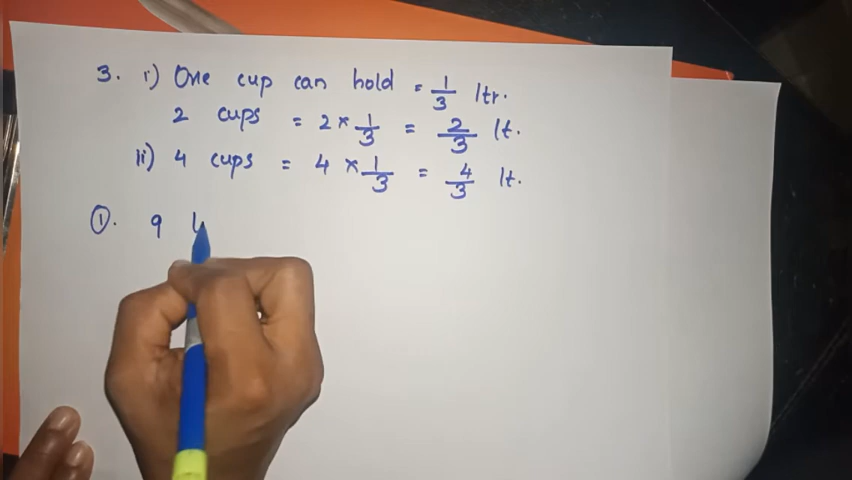 3. i) One cup can hold = 1/3 ltr.
2 cups = 2 × 1/3 = 2/3 lt.
ii) 4 cups = 4 × 1/3 = 4/3 lt.
①. 9